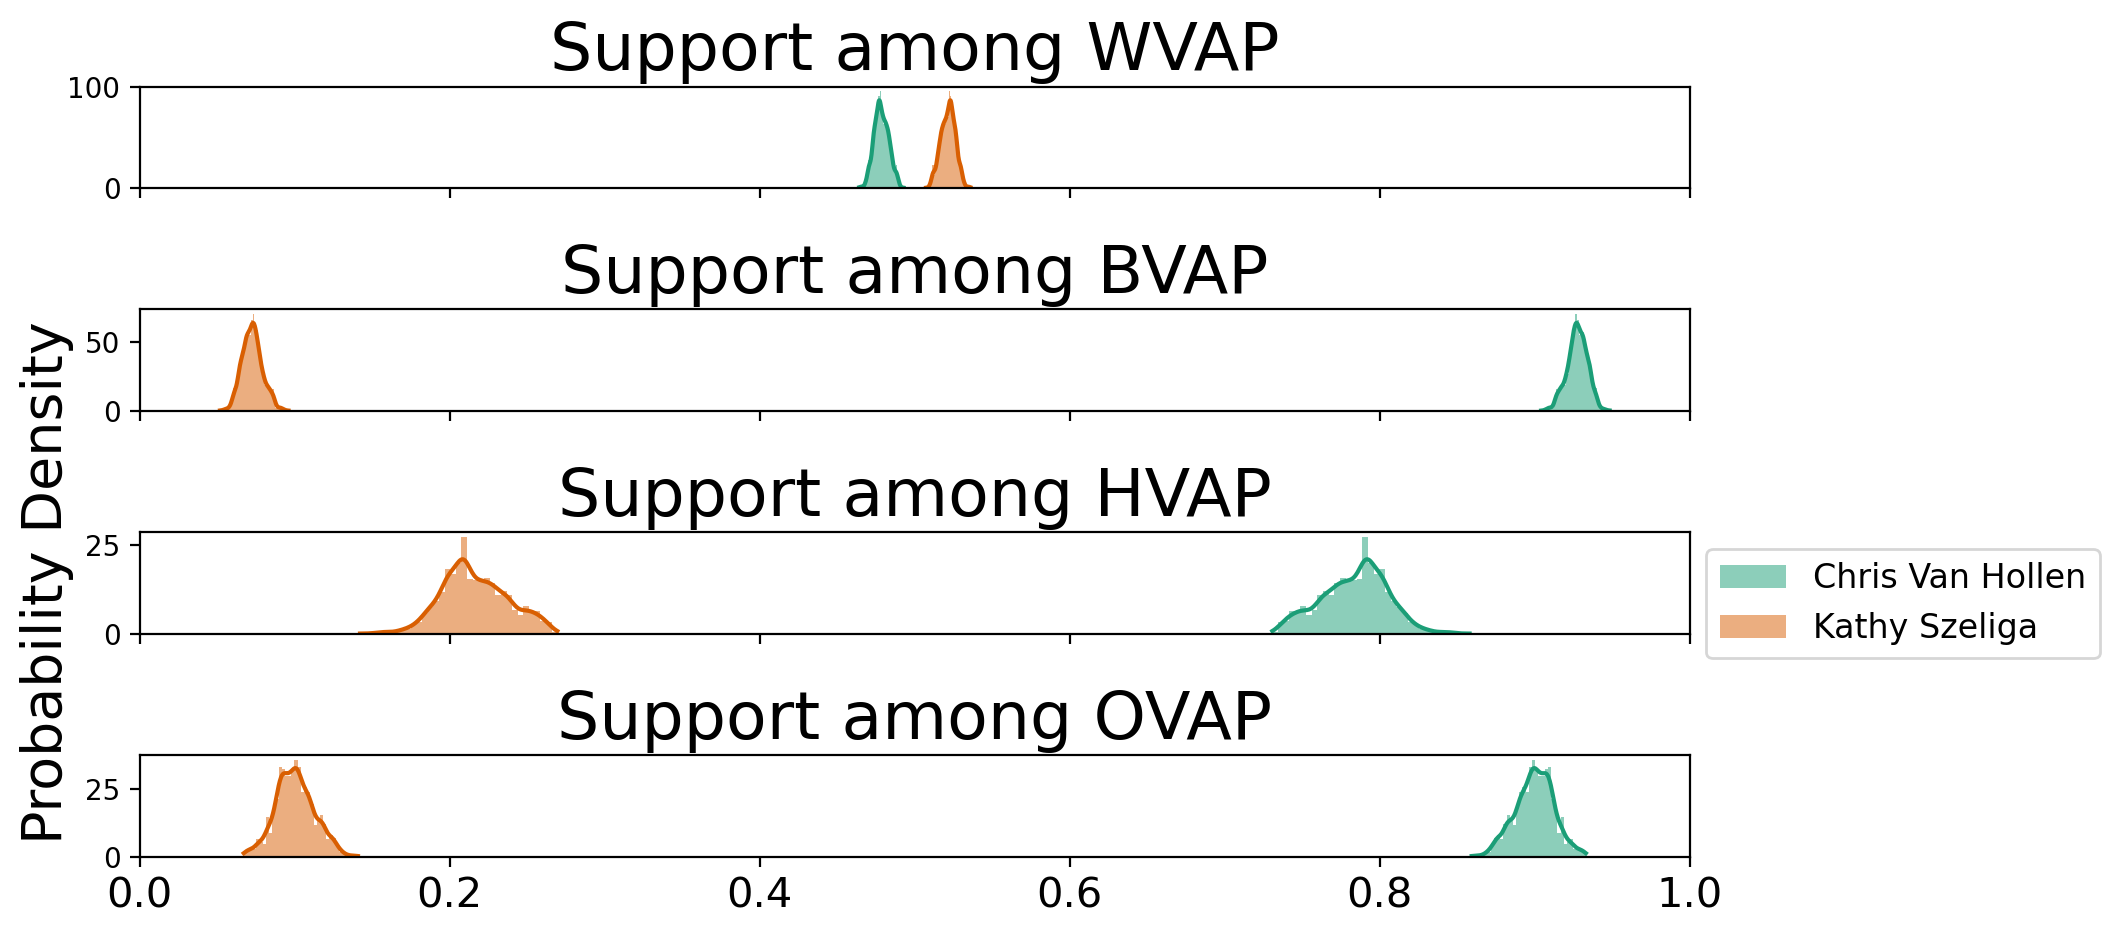 Support among WVAP
100
0
Support among BVAP
50
0
Probability Density
Support among HVAP
25
0
Chris Van Hollen
Kathy Szeliga
Support among OVAP
25
0
0.0 0.2 0.4 0.6 0.8 1.0